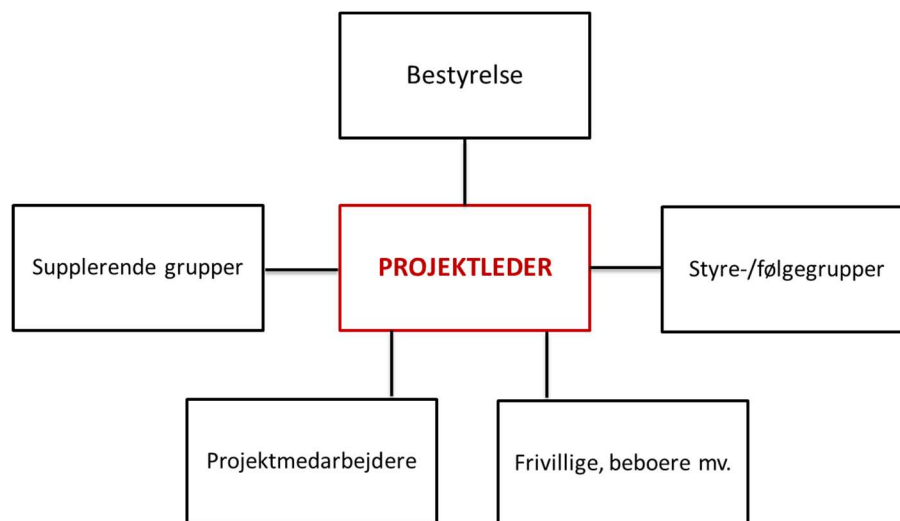 Bestyrelse
Supplerende grupper
PROJEKTLEDER
Styre-/følgegrupper
Projektmedarbejdere
Frivillige, beboere mv.